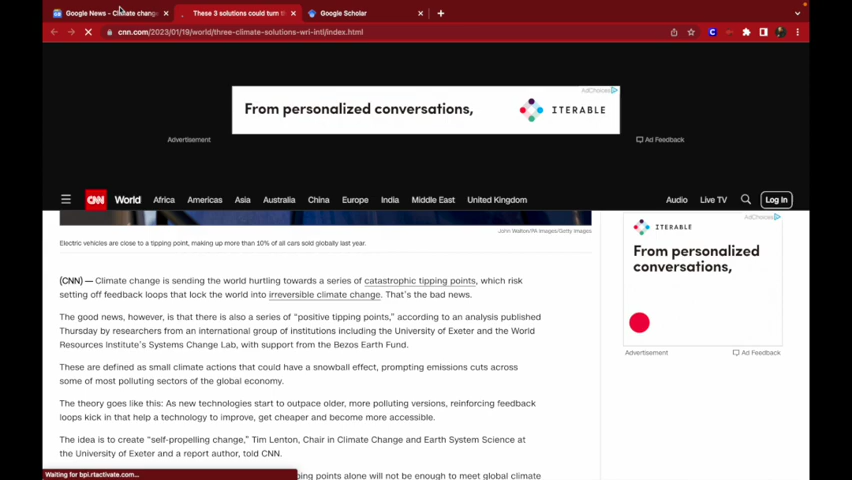 Google News - Climate chang
These 3 solutions could turn t
Google Scholar
cnn.com/2023/01/19/world/three-climate-solutions-wri-intl/index.html
AdChoices
From personalized conversations,
ITERABLE
Advertisement
Ad Feedback
CNN World Africa Americas Asia Australia China Europe India Middle East United Kingdom Audio Live TV Log In
John Walton/PA Images/Getty Images
Electric vehicles are close to a tipping point, making up more than 10% of all cars sold globally last year.
AdChoices
ITERABLE
From personalized
conversations,
Advertisement
Ad Feedback
(CNN) — Climate change is sending the world hurtling towards a series of catastrophic tipping points, which risk
setting off feedback loops that lock the world into irreversible climate change. That's the bad news.
The good news, however, is that there is also a series of “positive tipping points,” according to an analysis published
Thursday by researchers from an international group of institutions including the University of Exeter and the World
Resources Institute's Systems Change Lab, with support from the Bezos Earth Fund.
These are defined as small climate actions that could have a snowball effect, prompting emissions cuts across
some of most polluting sectors of the global economy.
The theory goes like this: As new technologies start to outpace older, more polluting versions, reinforcing feedback
loops kick in that help a technology to improve, get cheaper and become more accessible.
The idea is to create “self-propelling change,” Tim Lenton, Chair in Climate Change and Earth System Science at
the University of Exeter and a report author, told CNN.
ping points alone will not be enough to meet global climate
Waiting for bpi.rtactivate.com...